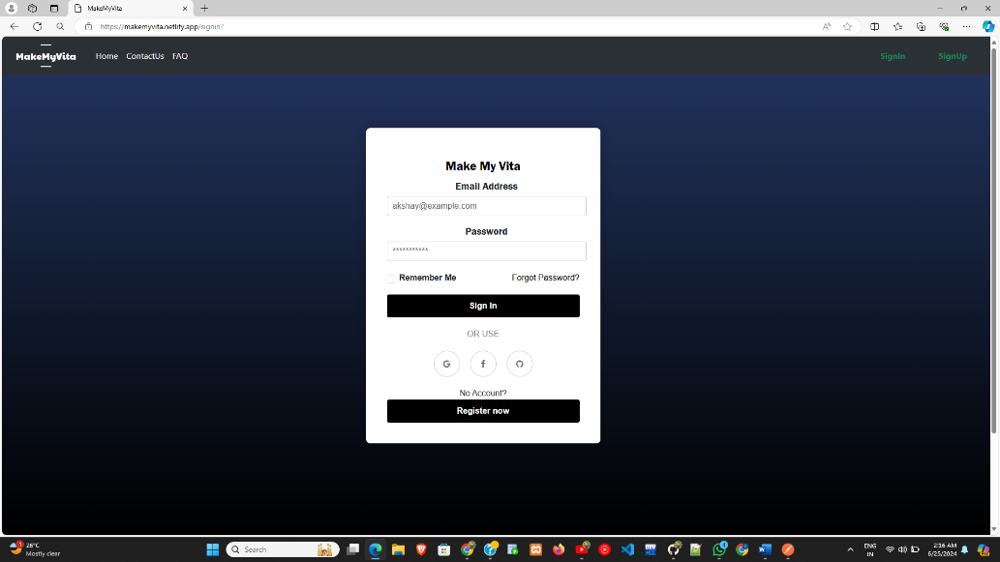 MakeMyVita
https://makemyvita.netlify.app/signin?
MakeMyVita
Home ContactUs FAQ
SignIn SignUp
Make My Vita
Email Address
akshay@example.com
Password
***********
Remember Me Forgot Password?
Sign In
OR USE
No Account?
Register now
26°C
Mostly clear
Search
ENG
IN
2:16 AM
6/25/2024